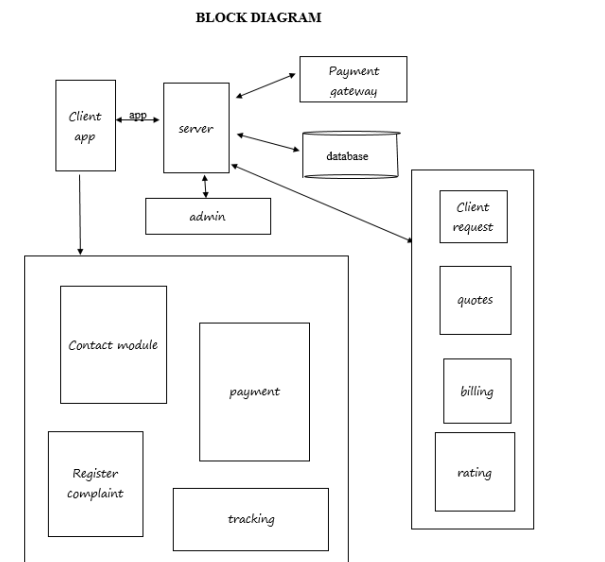 BLOCK DIAGRAM
Payment
gateway
Client
app
app
server
database
admin
Client
request
quotes
billing
rating
Contact module
payment
Register
complaint
tracking